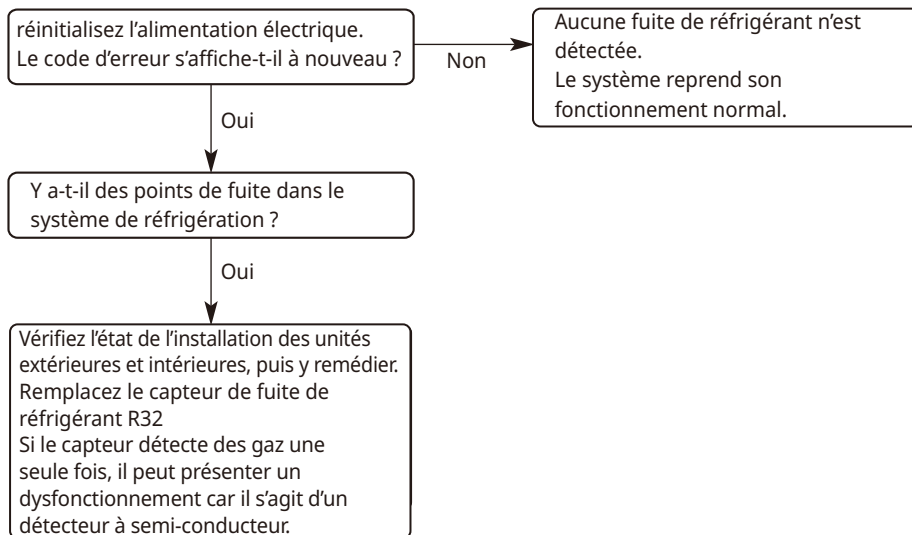 réinitialisez l’alimentation électrique.
Le code d’erreur s’affiche-t-il à nouveau ?
Non
Aucune fuite de réfrigérant n’est
détectée.
Le système reprend son
fonctionnement normal.
Oui
Y a-t-il des points de fuite dans le
système de réfrigération ?
Oui
Vérifiez l’état de l’installation des unités
extérieures et intérieures, puis y remédier.
Remplacez le capteur de fuite de
réfrigérant R32
Si le capteur détecte des gaz une
seule fois, il peut présenter un
dysfonctionnement car il s’agit d’un
détecteur à semi-conducteur.